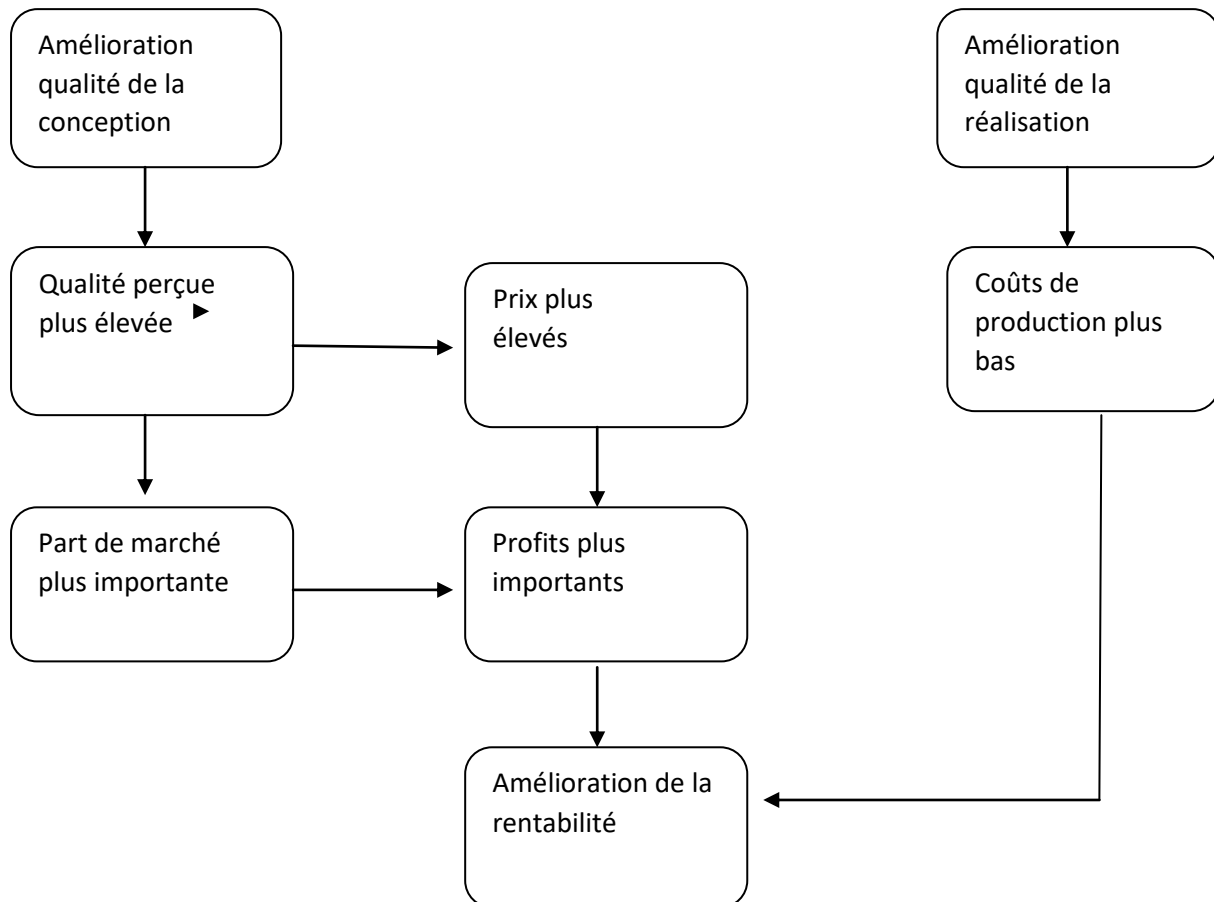 Amélioration
qualité de la
conception
Amélioration
qualité de la
réalisation
Qualité perçue
plus élevée
Prix plus
élevés
Coûts de
production plus
bas
Part de marché
plus importante
Profits plus
importants
Amélioration de la
rentabilité